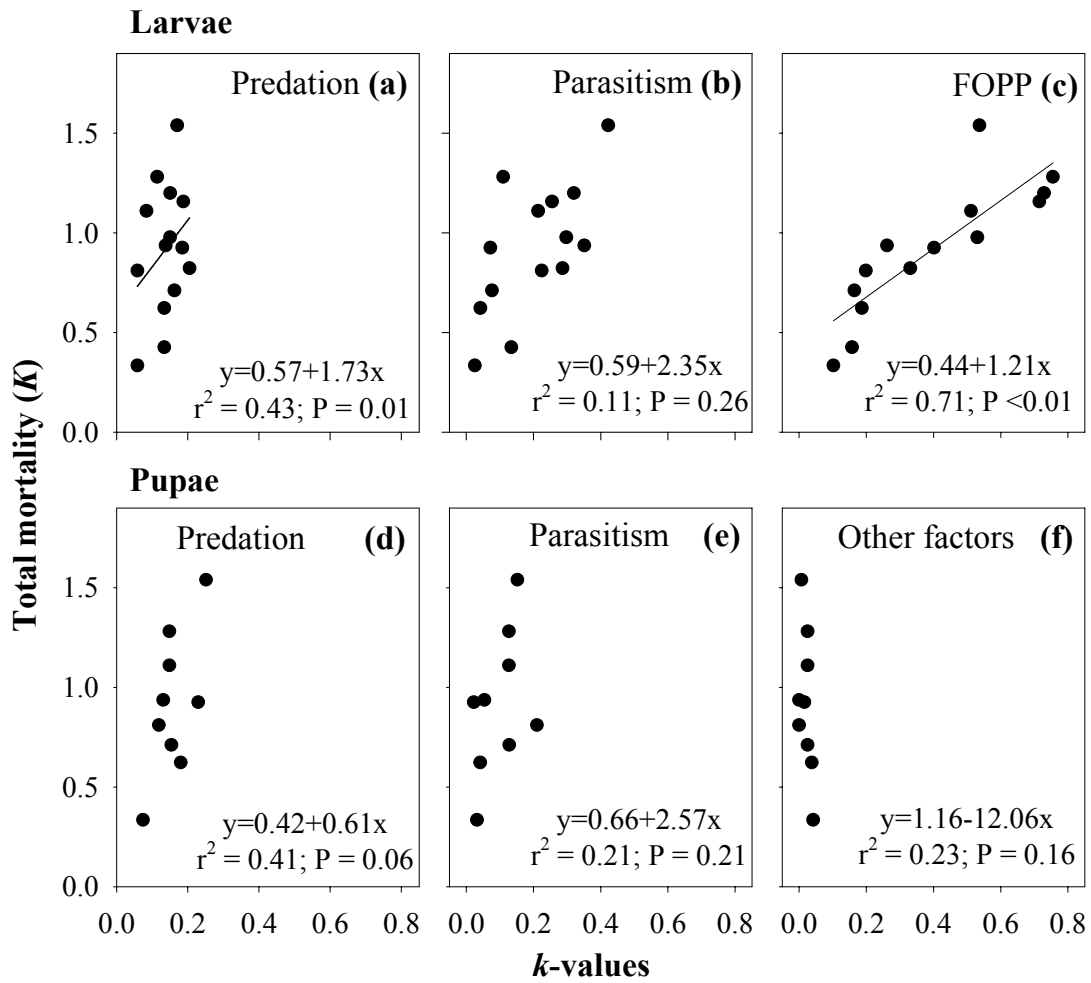 Larvae
Predation (a)
Parasitism (b)
FOPP (c)
1.5
1.0
0.5
0.0
y=0.57+1.73x
r² = 0.43; P = 0.01
y=0.59+2.35x
r² = 0.11; P = 0.26
y=0.44+1.21x
r² = 0.71; P <0.01
Total mortality (K)
Pupae
Predation (d)
Parasitism (e)
Other factors (f)
1.5
1.0
0.5
0.0
y=0.42+0.61x
r² = 0.41; P = 0.06
y=0.66+2.57x
r² = 0.21; P = 0.21
y=1.16-12.06x
r² = 0.23; P = 0.16
0.0 0.2 0.4 0.6 0.8
0.0 0.2 0.4 0.6 0.8
0.0 0.2 0.4 0.6 0.8
k-values